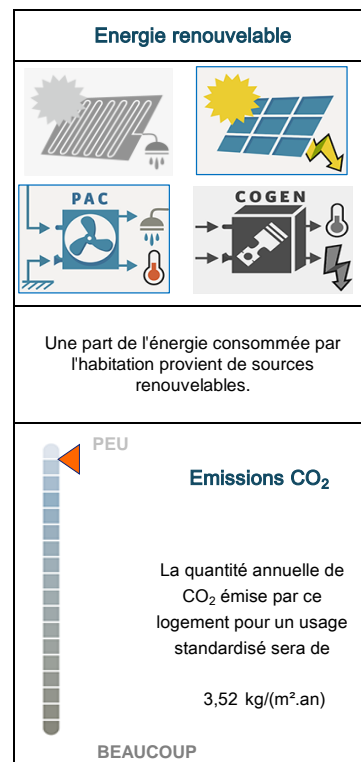 Energie renouvelable
PAC
COGEN
Une part de l'énergie consommée par
l'habitation provient de sources
renouvelables.
PEU
Emissions CO₂
La quantité annuelle de
CO₂ émise par ce
logement pour un usage
standardisé sera de
3,52 kg/(m².an)
BEAUCOUP